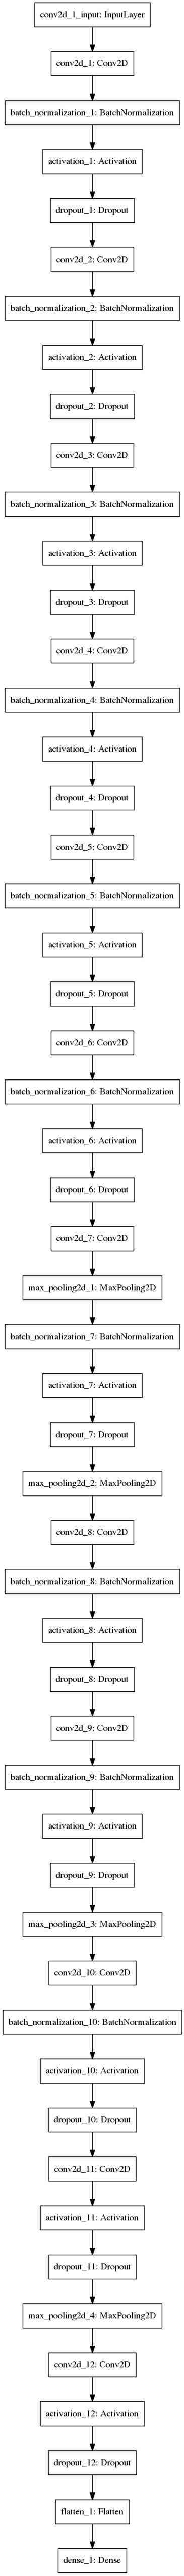 conv2d_1_input: InputLayer
conv2d_1: Conv2D
batch_normalization_1: BatchNormalization
activation_1: Activation
dropout_1: Dropout
conv2d_2: Conv2D
batch_normalization_2: BatchNormalization
activation_2: Activation
dropout_2: Dropout
conv2d_3: Conv2D
batch_normalization_3: BatchNormalization
activation_3: Activation
dropout_3: Dropout
conv2d_4: Conv2D
batch_normalization_4: BatchNormalization
activation_4: Activation
dropout_4: Dropout
conv2d_5: Conv2D
batch_normalization_5: BatchNormalization
activation_5: Activation
dropout_5: Dropout
conv2d_6: Conv2D
batch_normalization_6: BatchNormalization
activation_6: Activation
dropout_6: Dropout
conv2d_7: Conv2D
max_pooling2d_1: MaxPooling2D
batch_normalization_7: BatchNormalization
activation_7: Activation
dropout_7: Dropout
max_pooling2d_2: MaxPooling2D
conv2d_8: Conv2D
batch_normalization_8: BatchNormalization
activation_8: Activation
dropout_8: Dropout
conv2d_9: Conv2D
batch_normalization_9: BatchNormalization
activation_9: Activation
dropout_9: Dropout
max_pooling2d_3: MaxPooling2D
conv2d_10: Conv2D
batch_normalization_10: BatchNormalization
activation_10: Activation
dropout_10: Dropout
conv2d_11: Conv2D
activation_11: Activation
dropout_11: Dropout
max_pooling2d_4: MaxPooling2D
conv2d_12: Conv2D
activation_12: Activation
dropout_12: Dropout
flatten_1: Flatten
dense_1: Dense